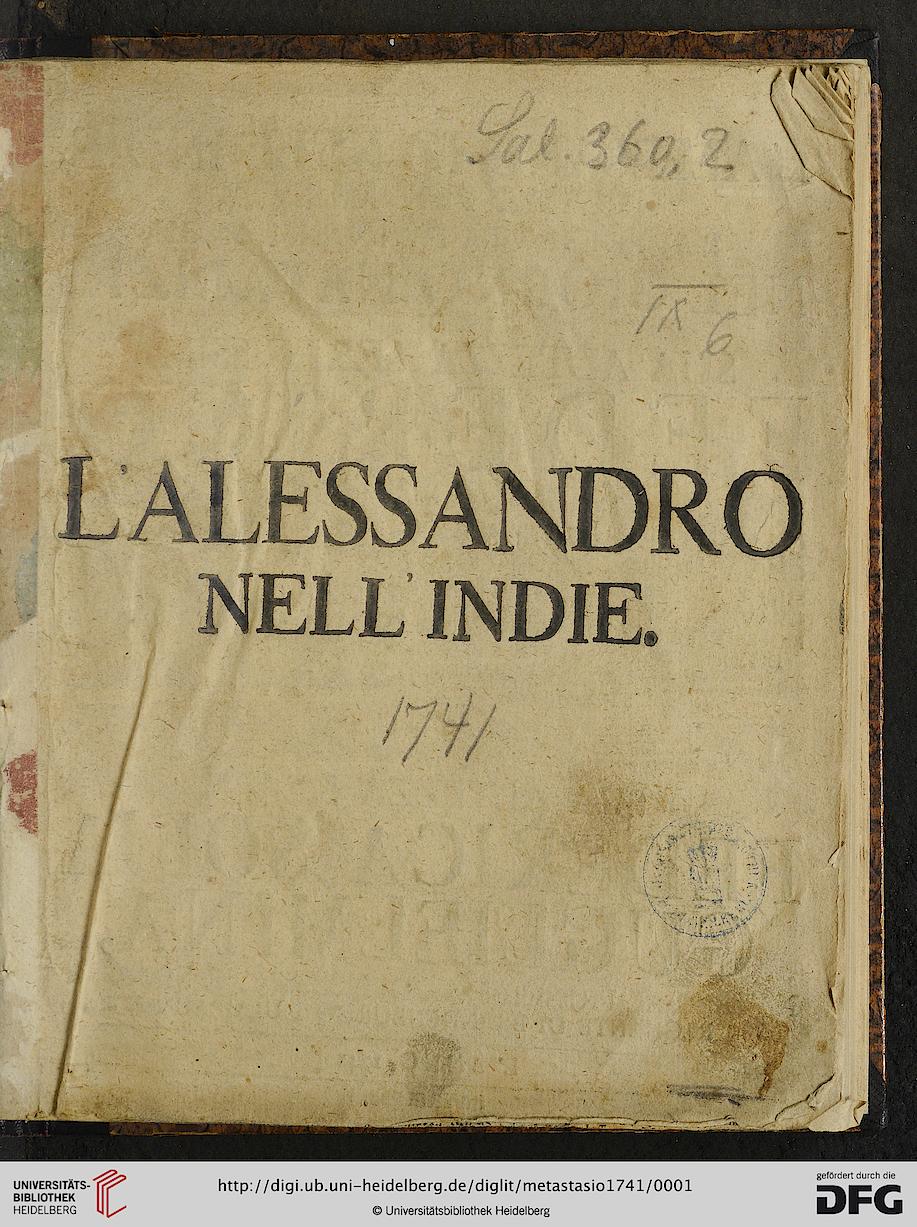 Sal. 360, 2
IX 6
L'ALESSANDRO
NELL'INDIE.
1741
UNIVERSITÄTS-
BIBLIOTHEK
HEIDELBERG
http://digi.ub.uni-heidelberg.de/diglit/metastasio1741/0001
© Universitätsbibliothek Heidelberg
gefördert durch die
DFG